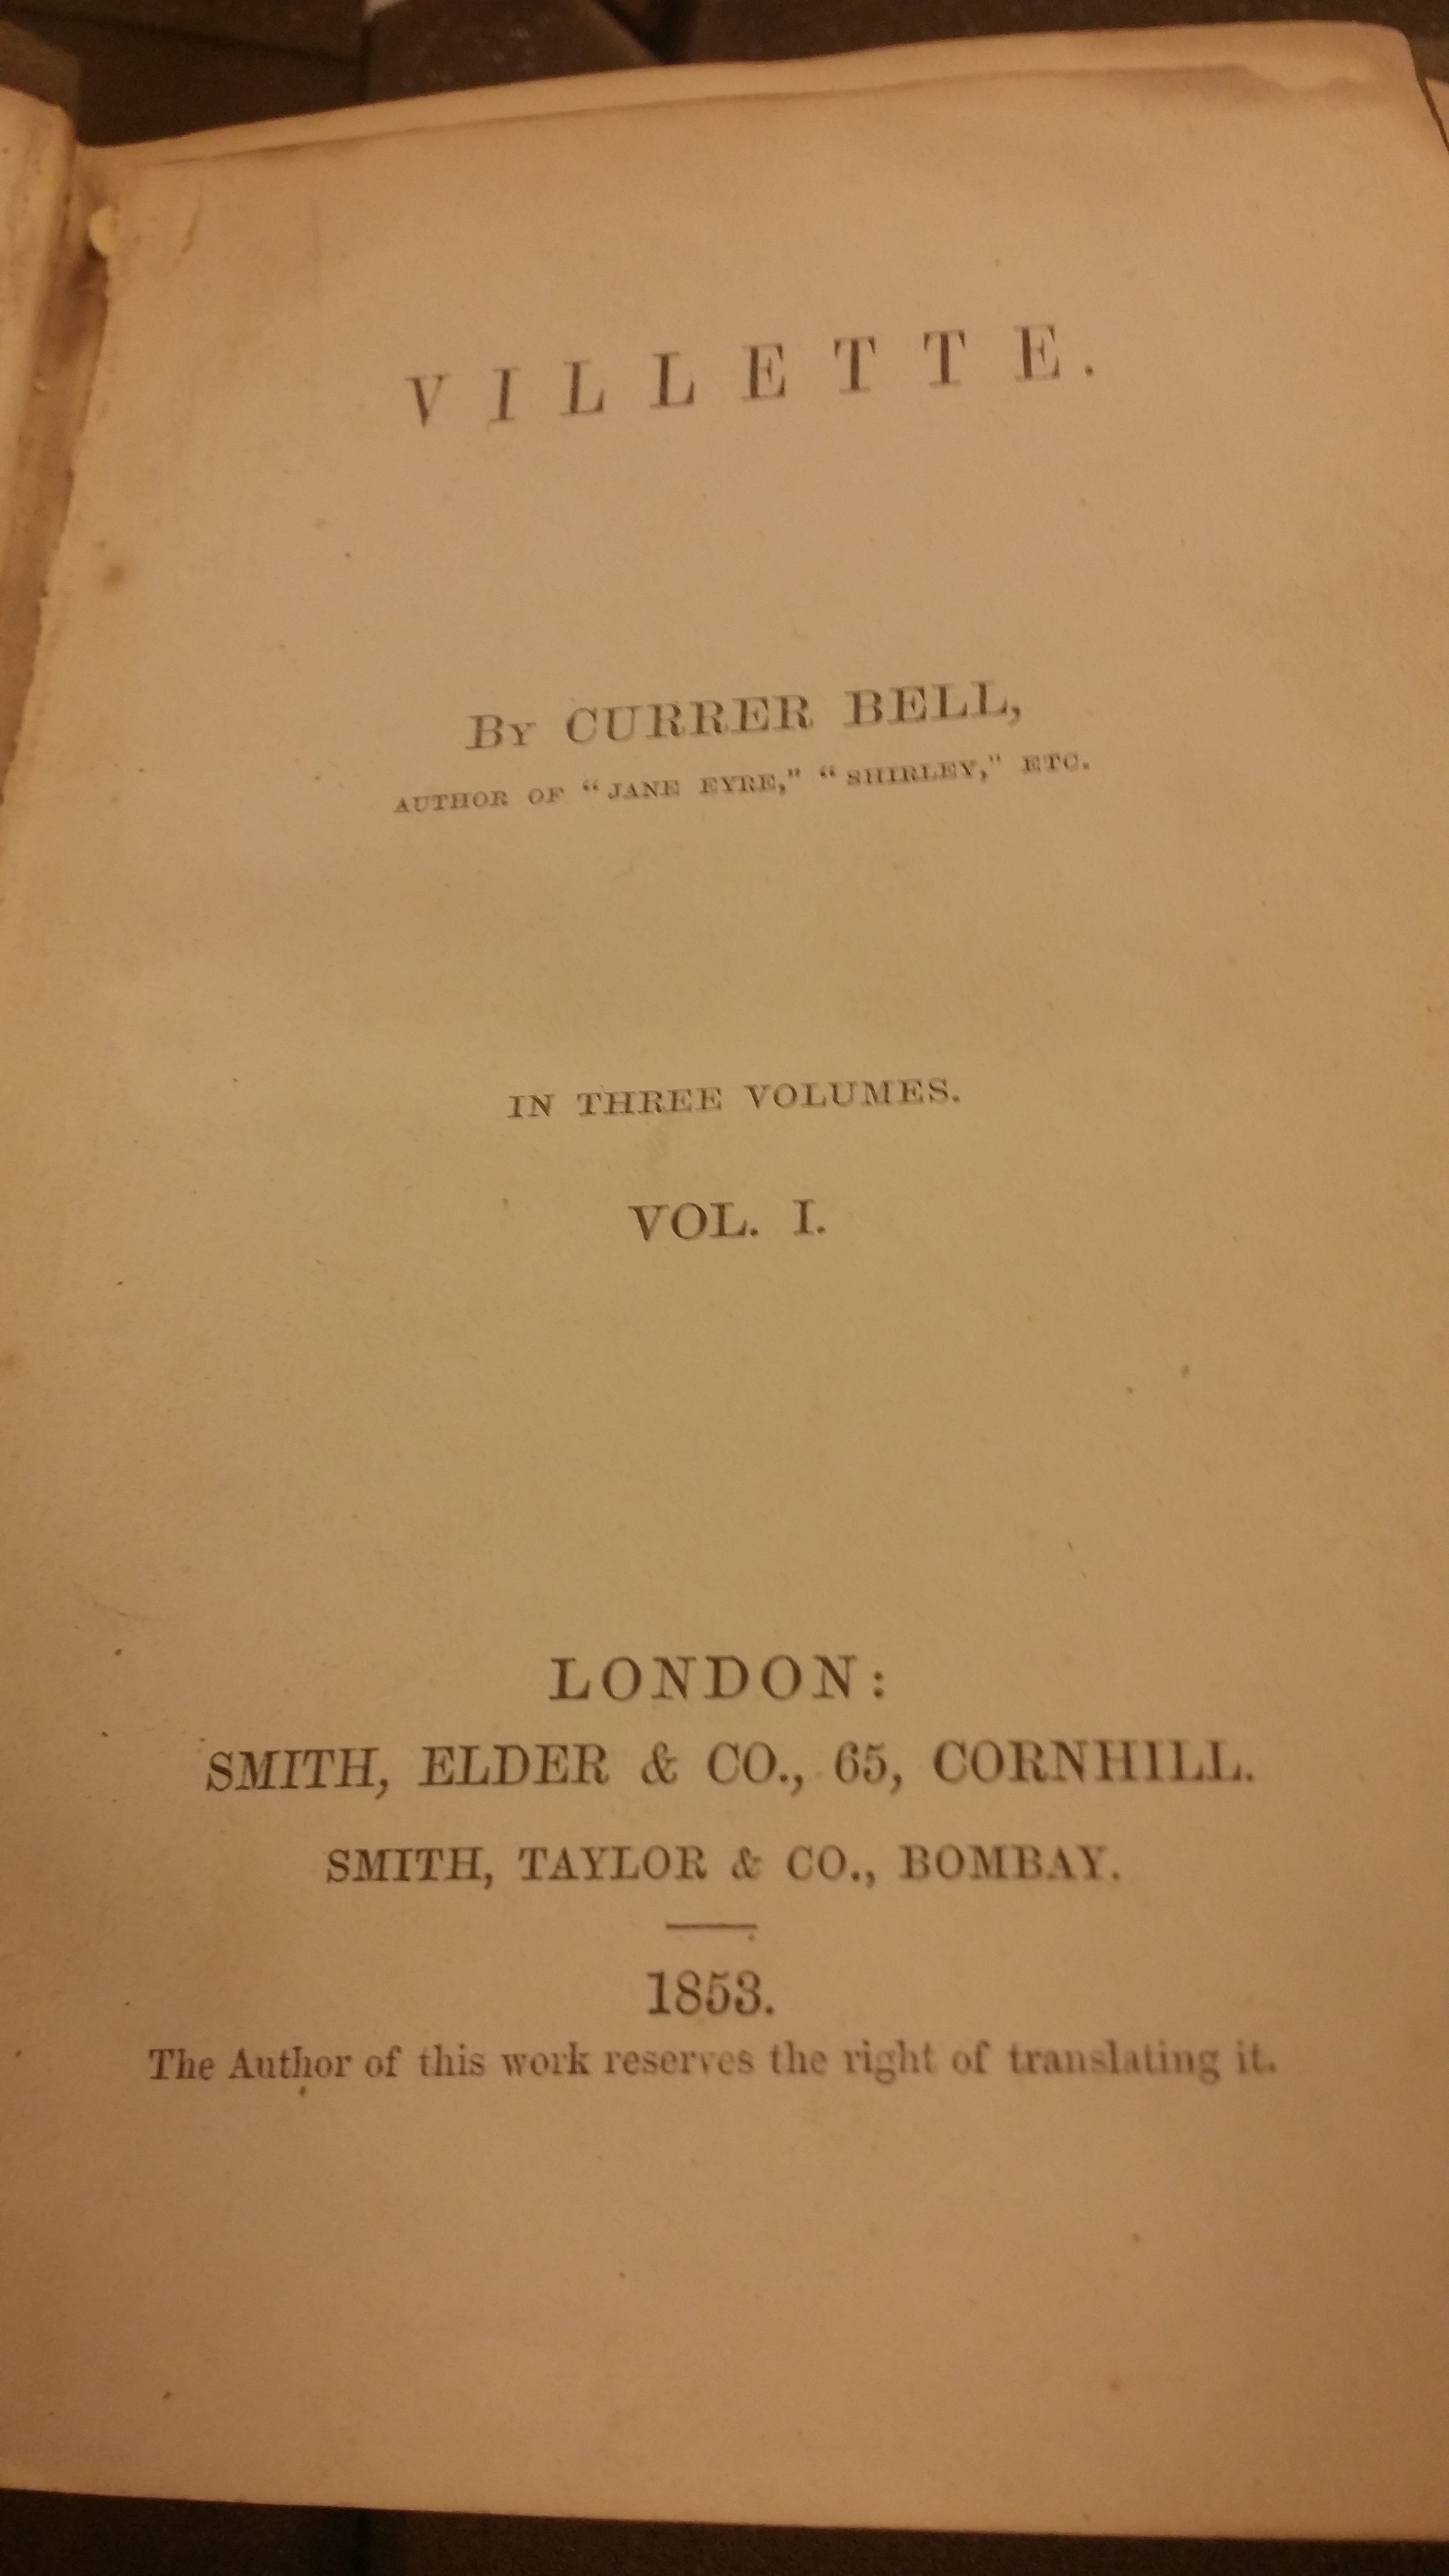 VILLETTE.
BY CURRER BELL,
AUTHOR OF “JANE EYRE,” “SHIRLEY,” ETC.
IN THREE VOLUMES.
VOL. I.
LONDON:
SMITH, ELDER & CO., 65, CORNHILL.
SMITH, TAYLOR & CO., BOMBAY.
1853.
The Author of this work reserves the right of translating it.